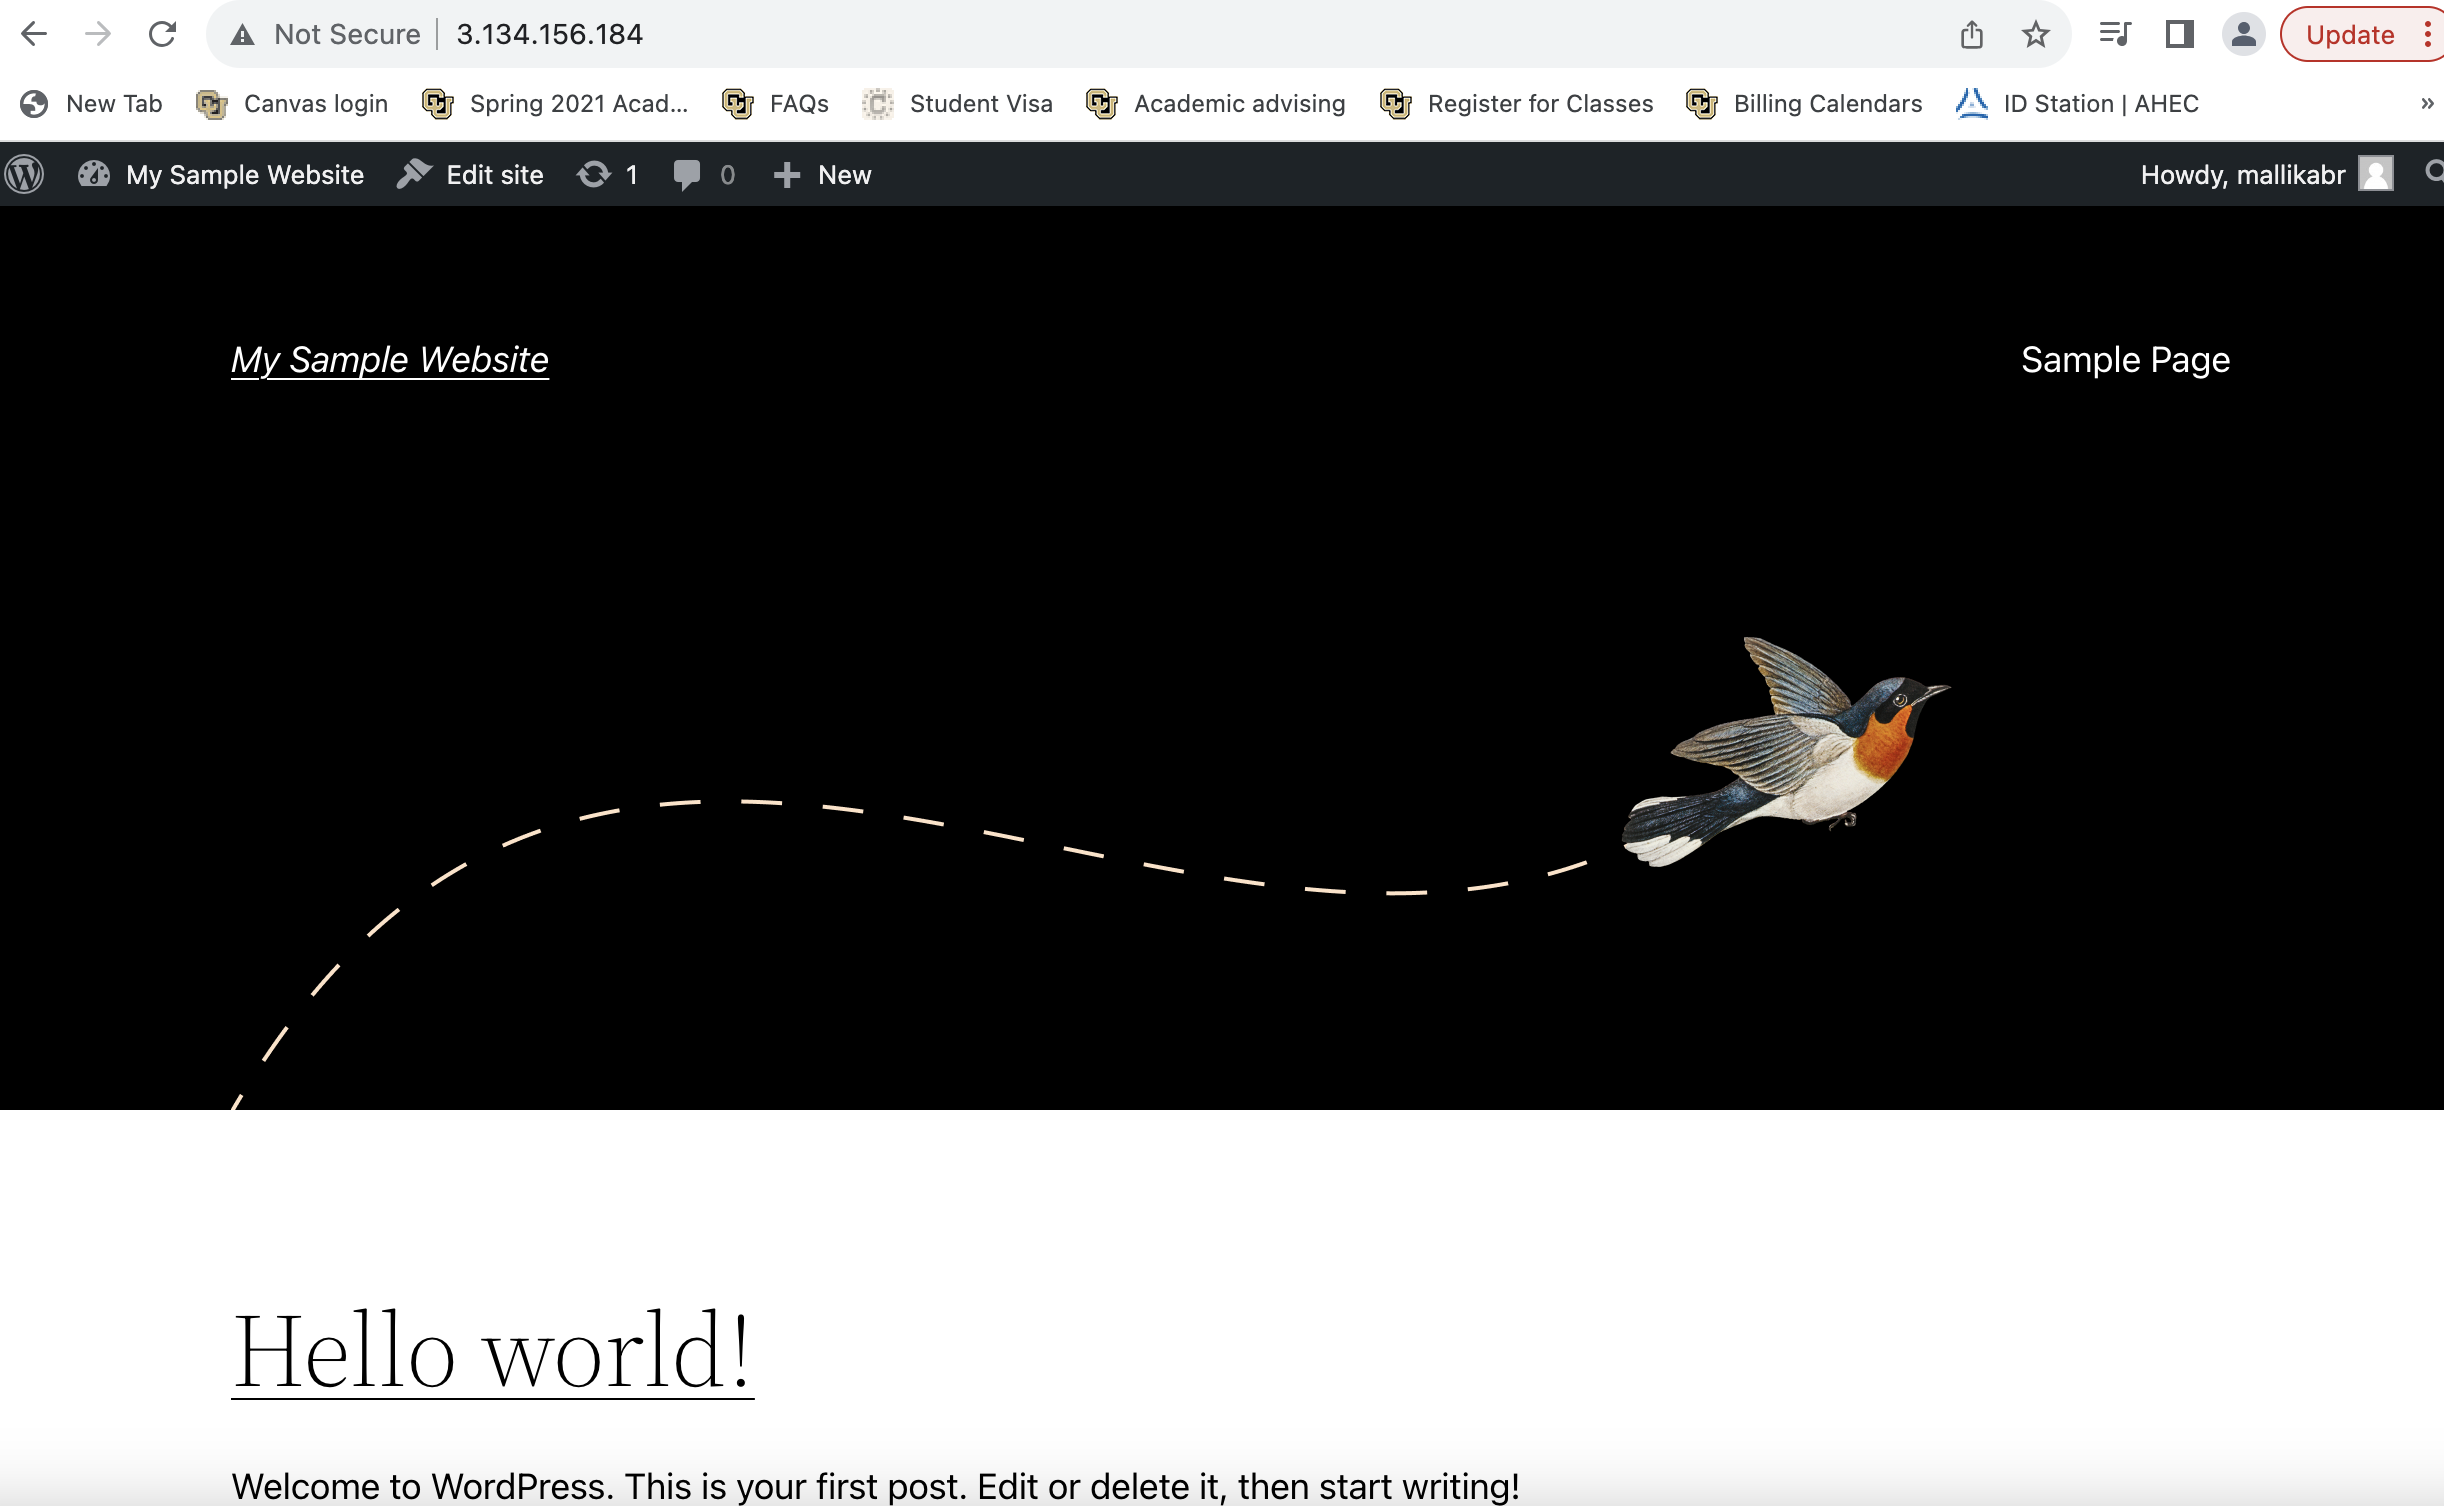 Not Secure | 3.134.156.184 Update
New Tab Canvas login Spring 2021 Acad... FAQs Student Visa Academic advising Register for Classes Billing Calendars ID Station | AHEC »
My Sample Website Edit site 1 0 New Howdy, mallikabr
My Sample Website Sample Page
Hello world!
Welcome to WordPress. This is your first post. Edit or delete it, then start writing!